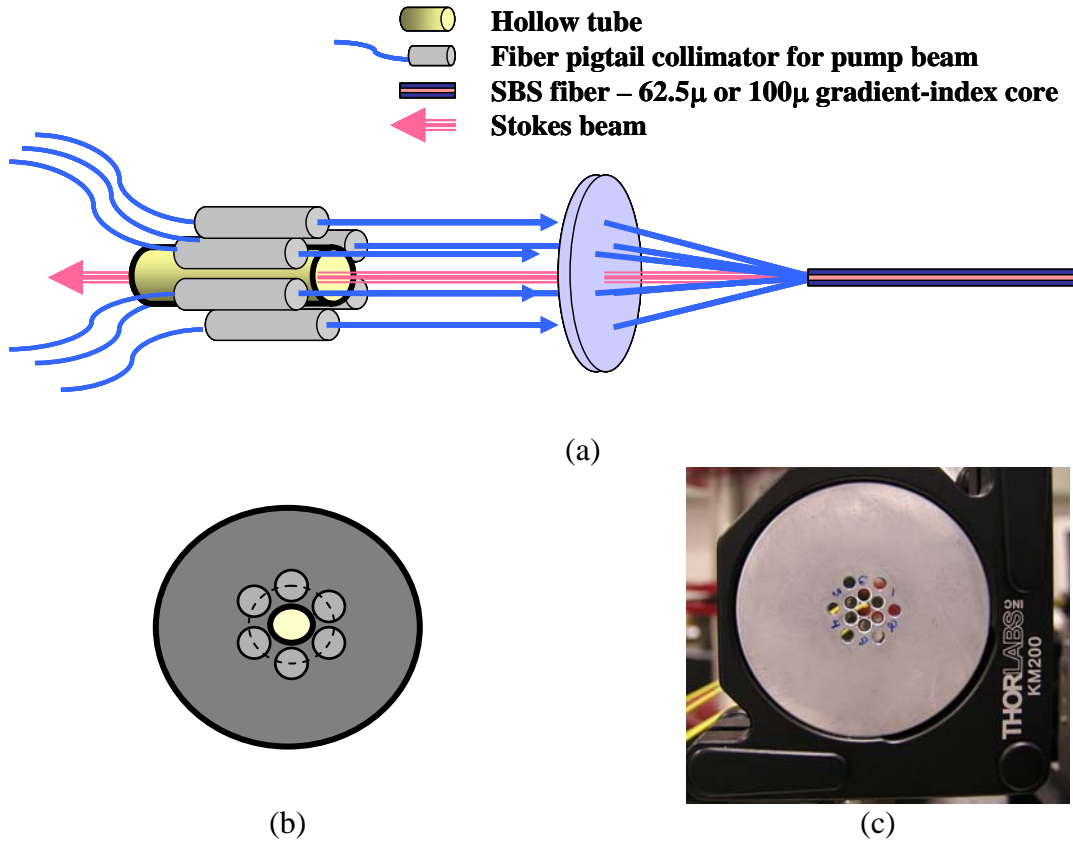 Hollow tube
Fiber pigtail collimator for pump beam
SBS fiber – 62.5μ or 100μ gradient-index core
Stokes beam
(a)
THORLABS INC
KM200
(b)
(c)